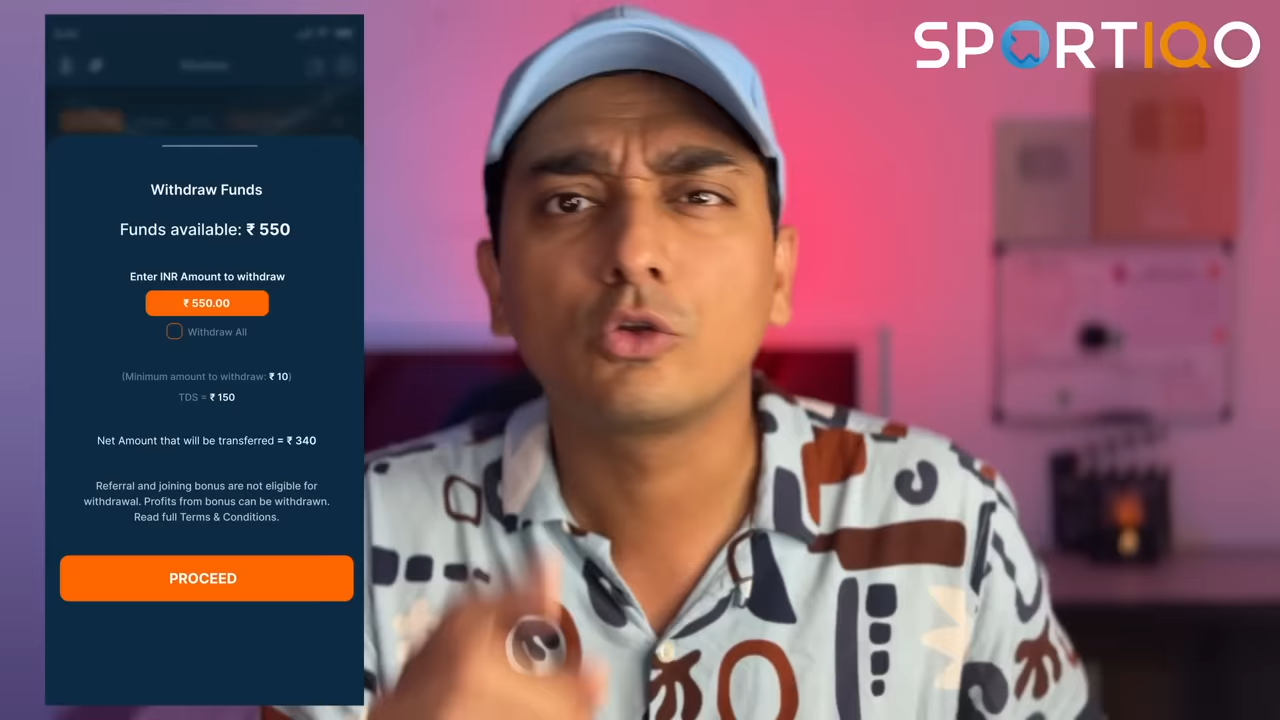 SPORTIQO
Withdraw Funds
Funds available: ₹ 550
Enter INR Amount to withdraw
₹ 550.00
Withdraw All
(Minimum amount to withdraw: ₹ 10)
TDS = ₹ 150
Net Amount that will be transferred = ₹ 340
Referral and joining bonus are not eligible for
withdrawal. Profits from bonus can be withdrawn.
Read full Terms & Conditions.
PROCEED